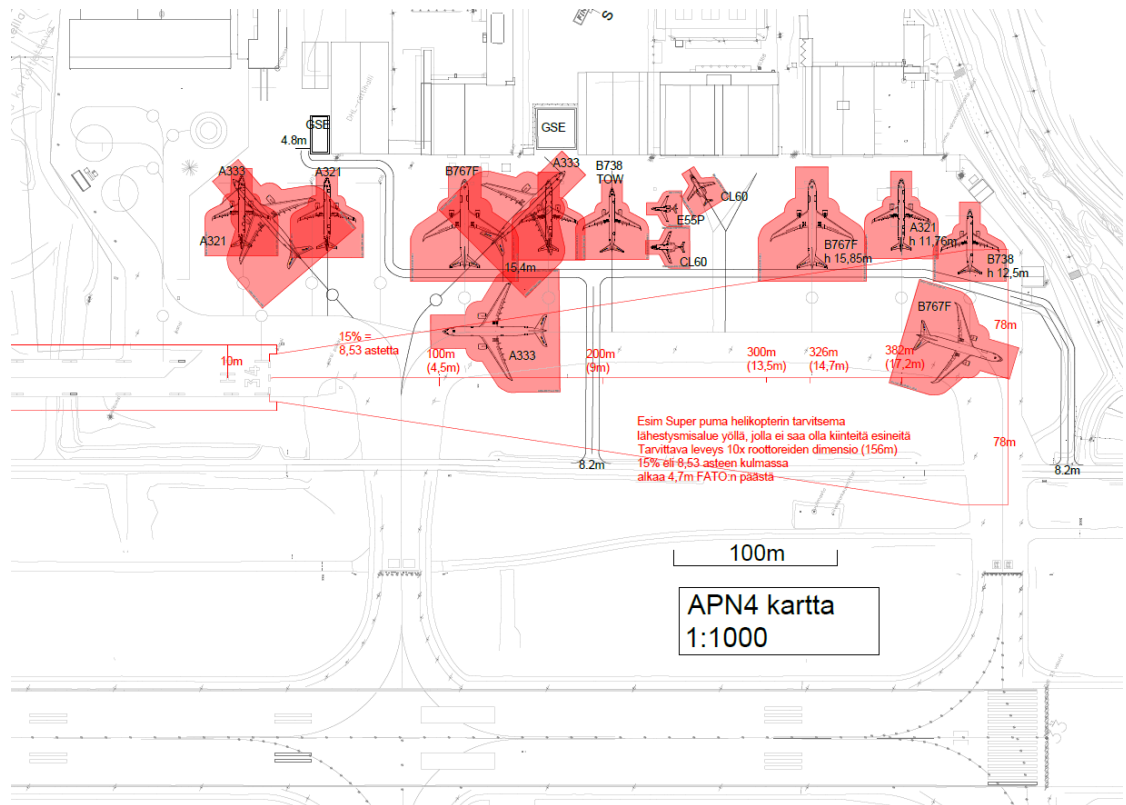 GSE
4.8m
GSE
A333
A321
A321
B767F
A333
B738
TOW
CL60
E55P
CL60
B767F
h 15,85m
A321
h 11,76m
B738
h 12,5m
15,4m
B767F
A333
78m
15% =
8,53 astetta
10m
100m
(4,5m)
200m
(9m)
300m
(13,5m)
326m
(14,7m)
382m
(17,2m)
Esim Super puma helikopterin tarvitsema
lähestymisalue yöllä, jolla ei saa olla kiinteitä esineitä
Tarvittava leveys 10x roottoreiden dimensio (156m)
15% eli 8,53 asteen kulmassa
alkaa 4,7m FATO:n päästä
78m
8.2m
8.2m
100m
APN4 kartta
1:1000
33